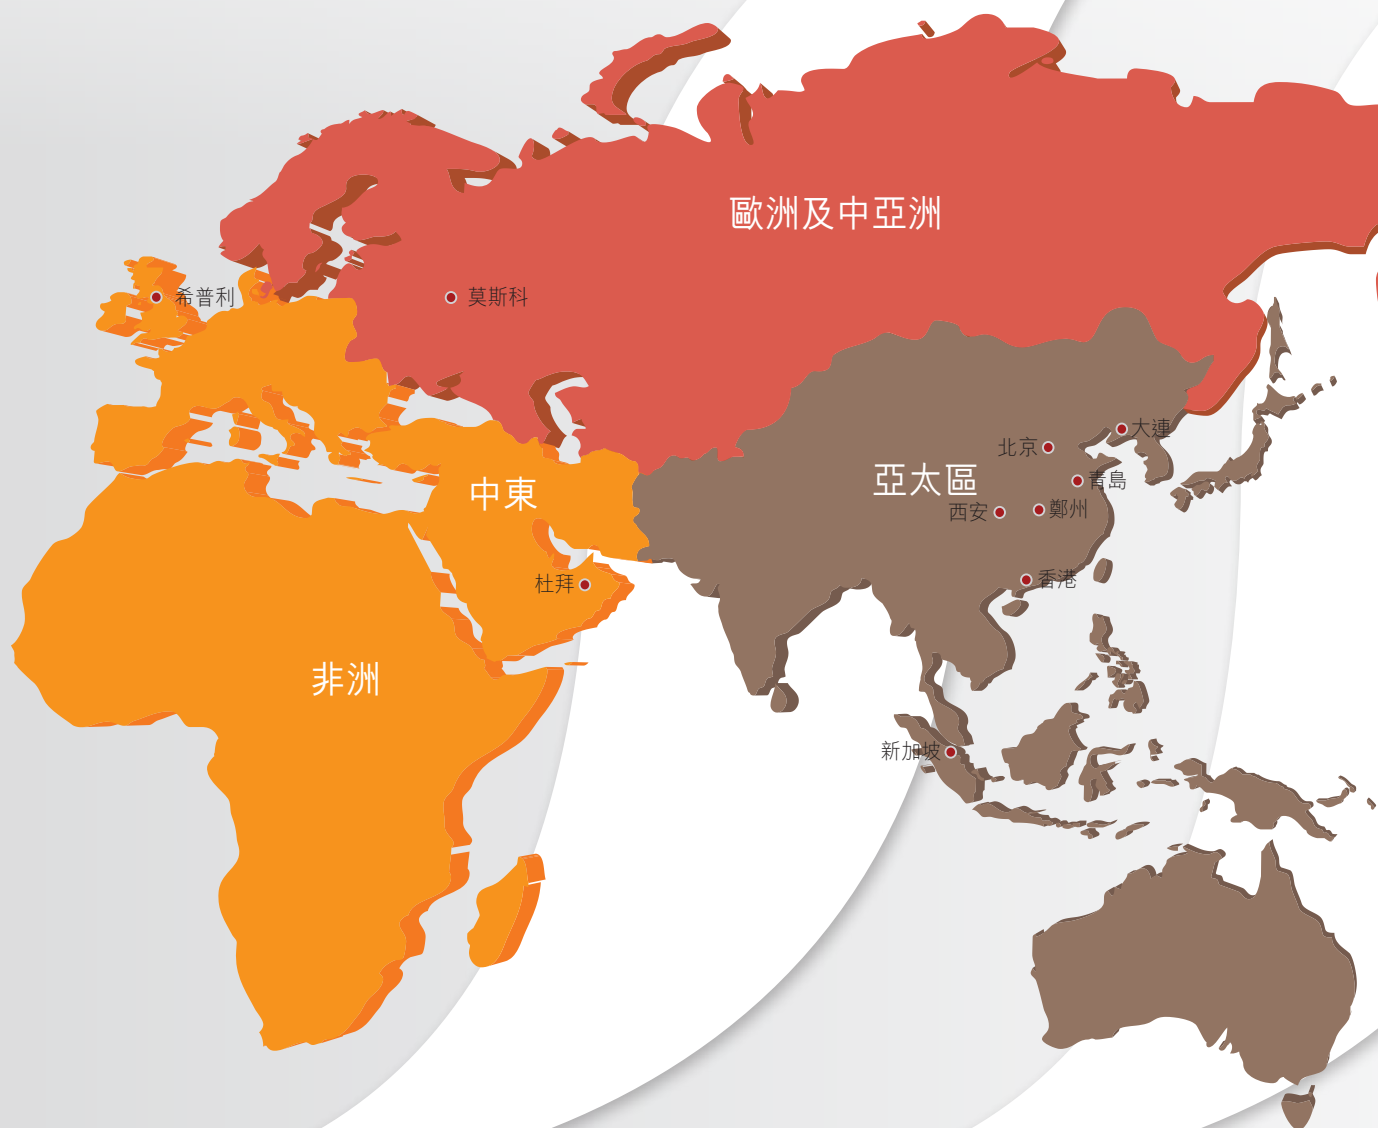 歐洲及中亞洲
希普利
莫斯科
大連
北京
亞太區
青島
中東
西安
鄭州
香港
杜拜
非洲
新加坡